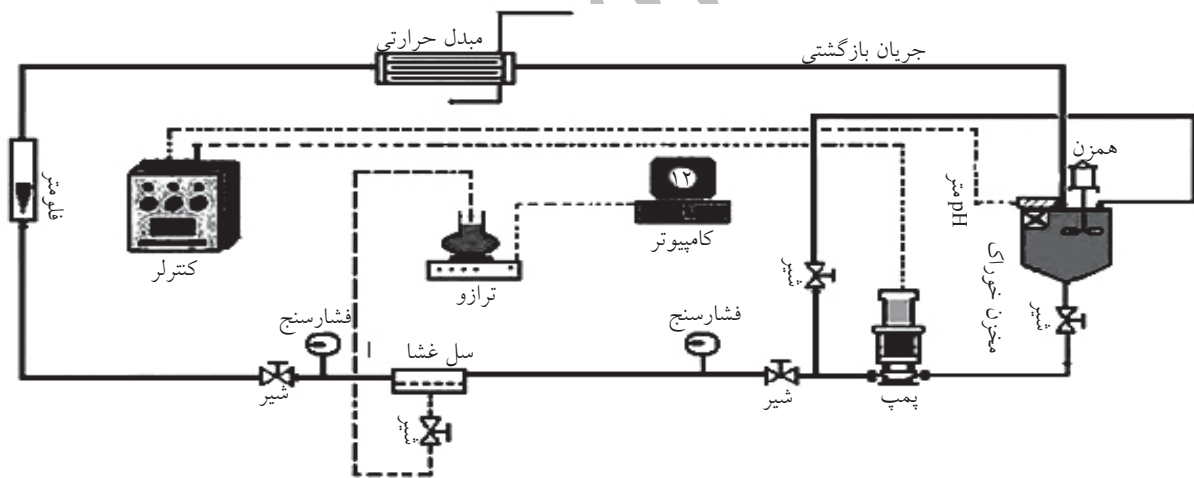 مبدل حرارتی
جریان بازگشتی
همزن
pH متر
فلومتر
۱۲
کامپیوتر
کنترلر
ترازو
شیر
مخزن خوراک
شیر
فشارسنج
فشارسنج
سل غشا
شیر
شیر
شیر
پمپ